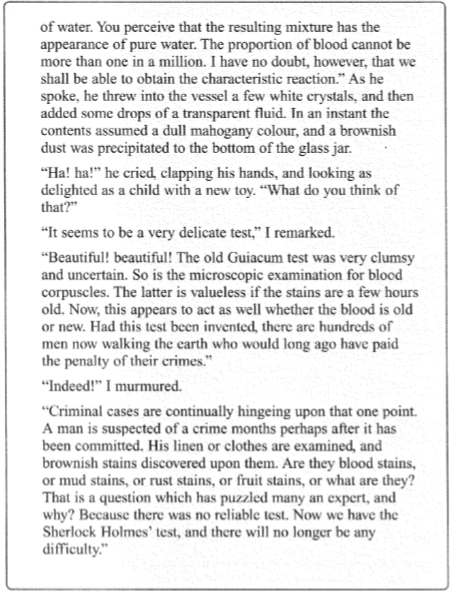 of water. You perceive that the resulting mixture has the
appearance of pure water. The proportion of blood cannot be
more than one in a million. I have no doubt, however, that we
shall be able to obtain the characteristic reaction.” As he
spoke, he threw into the vessel a few white crystals, and then
added some drops of a transparent fluid. In an instant the
contents assumed a dull mahogany colour, and a brownish
dust was precipitated to the bottom of the glass jar.
“Ha! ha!” he cried, clapping his hands, and looking as
delighted as a child with a new toy. “What do you think of
that?”
“It seems to be a very delicate test,” I remarked.
“Beautiful! beautiful! The old Guiacum test was very clumsy
and uncertain. So is the microscopic examination for blood
corpuscles. The latter is valueless if the stains are a few hours
old. Now, this appears to act as well whether the blood is old
or new. Had this test been invented, there are hundreds of
men now walking the earth who would long ago have paid
the penalty of their crimes.”
“Indeed!” I murmured.
“Criminal cases are continually hingeing upon that one point.
A man is suspected of a crime months perhaps after it has
been committed. His linen or clothes are examined, and
brownish stains discovered upon them. Are they blood stains,
or mud stains, or rust stains, or fruit stains, or what are they?
That is a question which has puzzled many an expert, and
why? Because there was no reliable test. Now we have the
Sherlock Holmes’ test, and there will no longer be any
difficulty.”